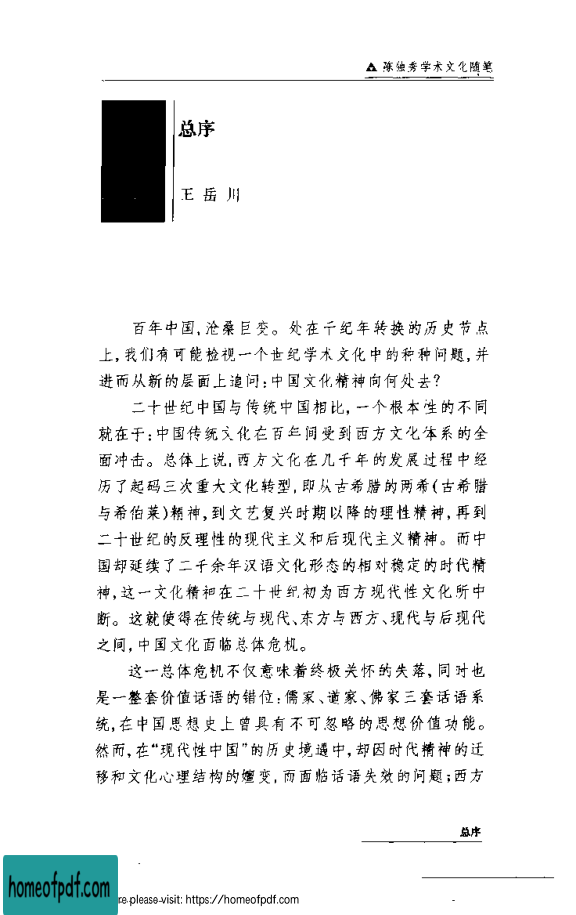 ▲ 陈独秀学术文化随笔
总序
王岳川
百年中国,沧桑巨变。处在千纪年转换的历史节点
上,我们有可能检视一个世纪学术文化中的种种问题,并
进而从新的层面上追问:中国文化精神向何处去?
二十世纪中国与传统中国相比,一个根本性的不同
就在于:中国传统文化在百年间受到西方文化体系的全
面冲击。总体上说,西方文化在几千年的发展过程中经
历了起码三次重大文化转型,即从古希腊的两希(古希腊
与希伯莱)精神,到文艺复兴时期以降的理性精神,再到
二十世纪的反理性的现代主义和后现代主义精神。而中
国却延续了二千余年汉语文化形态的相对稳定的时代精
神,这一文化精神在二十世纪初为西方现代性文化所中
断。这就使得在传统与现代、东方与西方、现代与后现代
之间,中国文化面临总体危机。
这一总体危机不仅意味着终极关怀的失落,同时也
是一整套价值话语的错位:儒家、道家、佛家三套话语系
统,在中国思想史上曾具有不可忽略的思想价值功能。
然而,在“现代性中国”的历史境遇中,却因时代精神的迁
移和文化心理结构的嬗变,而面临话语失效的问题;西方
总序
homeofpdf.com
re-please-visit: https://homeofpdf.com